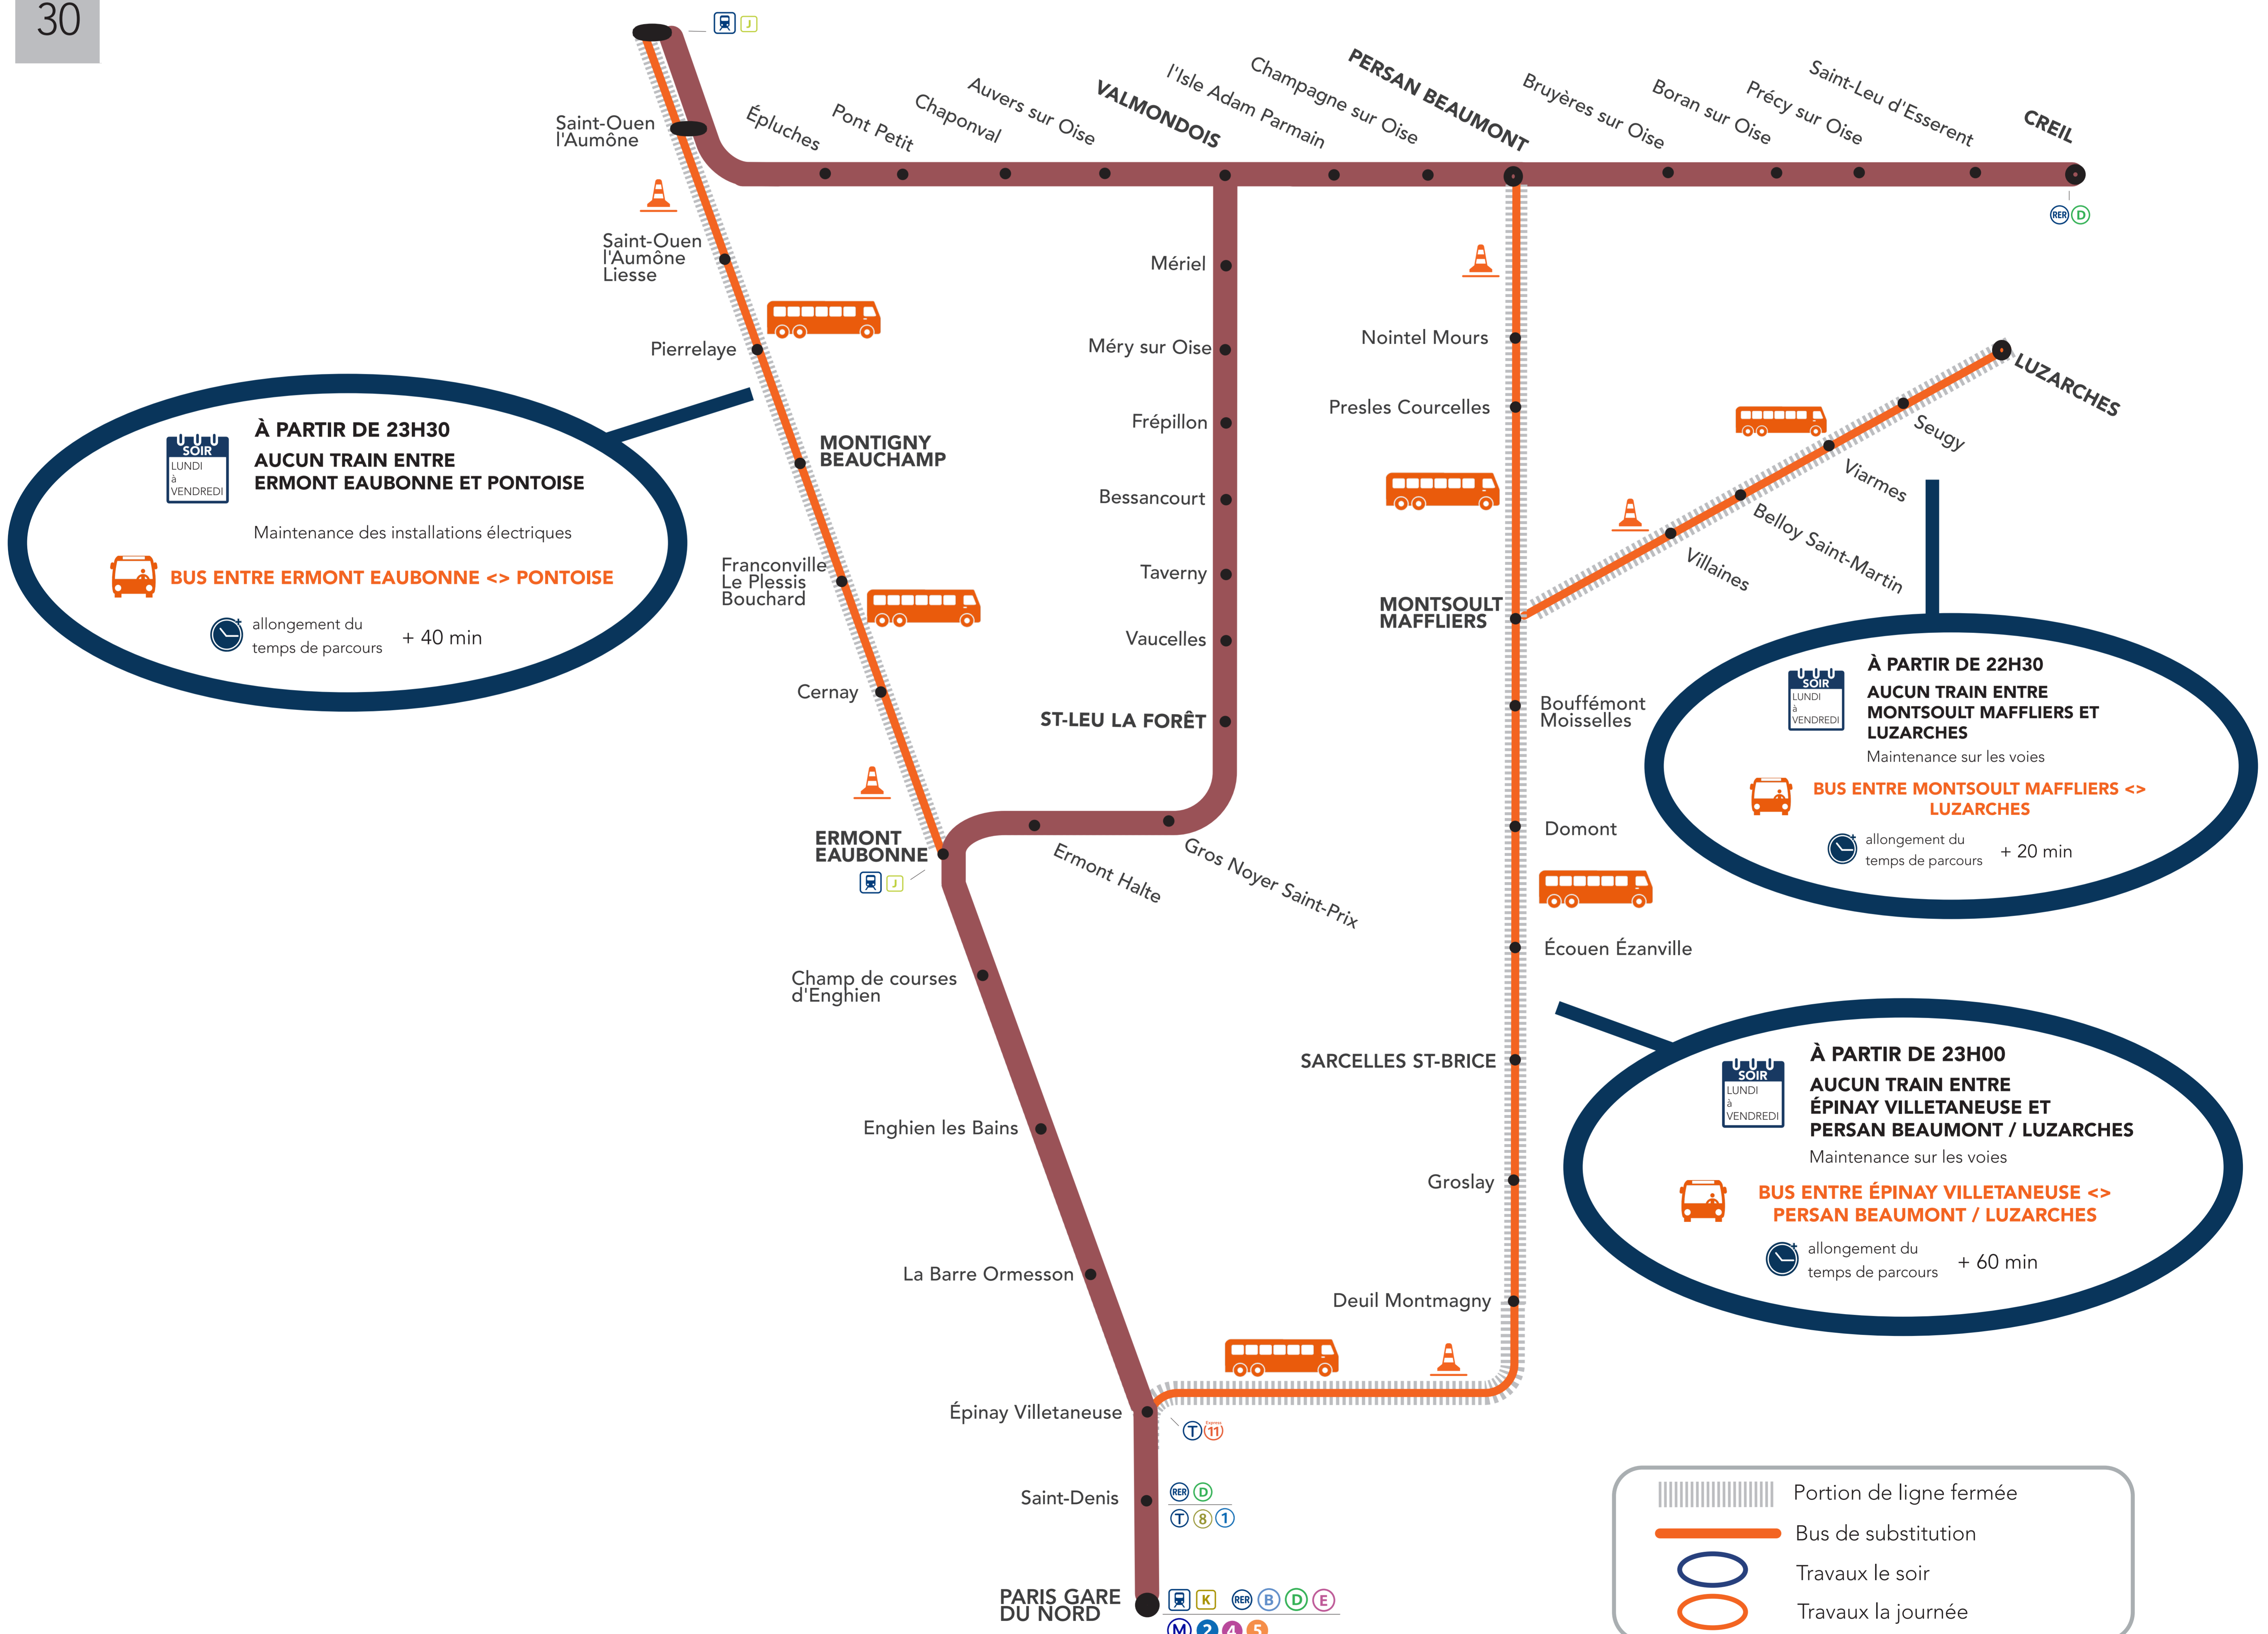 30
J
Saint-Ouen
l'Aumône
Épluches
Pont Petit
Chaponval
Auvers sur Oise
VALMONDOIS
l'Isle Adam Parmain
Champagne sur Oise
PERSAN BEAUMONT
Bruyères sur Oise
Boran sur Oise
Précy sur Oise
Saint-Leu d'Esserent
CREIL
RER D
Saint-Ouen
l'Aumône
Liesse
Pierrelaye
MONTIGNY
BEAUCHAMP
Franconville
Le Plessis
Bouchard
Cernay
ERMONT
EAUBONNE
J
Mériel
Méry sur Oise
Frépillon
Bessancourt
Taverny
Vaucelles
ST-LEU LA FORÊT
Gros Noyer Saint-Prix
Ermont Halte
Nointel Mours
Presles Courcelles
MONTSOULT
MAFFLIERS
LUZARCHES
Seugy
Viarmes
Belloy Saint-Martin
Villaines
Bouffémont
Moisselles
Domont
Écouen Ézanville
SARCELLES ST-BRICE
Groslay
Deuil Montmagny
Champ de courses
d'Enghien
Enghien les Bains
La Barre Ormesson
Épinay Villetaneuse
T Express 11
Saint-Denis
RER D
T 8 1
PARIS GARE
DU NORD
K RER B D E
M 2 4 5
SOIR
LUNDI
à
VENDREDI
À PARTIR DE 23H30
AUCUN TRAIN ENTRE
ERMONT EAUBONNE ET PONTOISE
Maintenance des installations électriques
BUS ENTRE ERMONT EAUBONNE <> PONTOISE
allongement du
temps de parcours
+ 40 min
SOIR
LUNDI
à
VENDREDI
À PARTIR DE 22H30
AUCUN TRAIN ENTRE
MONTSOULT MAFFLIERS ET
LUZARCHES
Maintenance sur les voies
BUS ENTRE MONTSOULT MAFFLIERS <>
LUZARCHES
allongement du
temps de parcours
+ 20 min
SOIR
LUNDI
à
VENDREDI
À PARTIR DE 23H00
AUCUN TRAIN ENTRE
ÉPINAY VILLETANEUSE ET
PERSAN BEAUMONT / LUZARCHES
Maintenance sur les voies
BUS ENTRE ÉPINAY VILLETANEUSE <>
PERSAN BEAUMONT / LUZARCHES
allongement du
temps de parcours
+ 60 min
Portion de ligne fermée
Bus de substitution
Travaux le soir
Travaux la journée